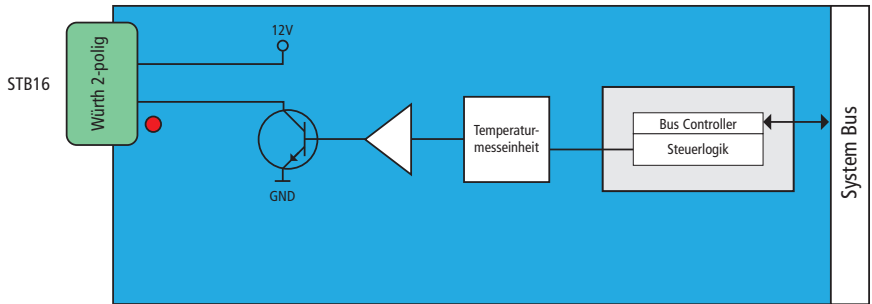 STB16
Würth 2-polig
12V
GND
Temperatur-
messeinheit
Bus Controller
Steuerlogik
System Bus